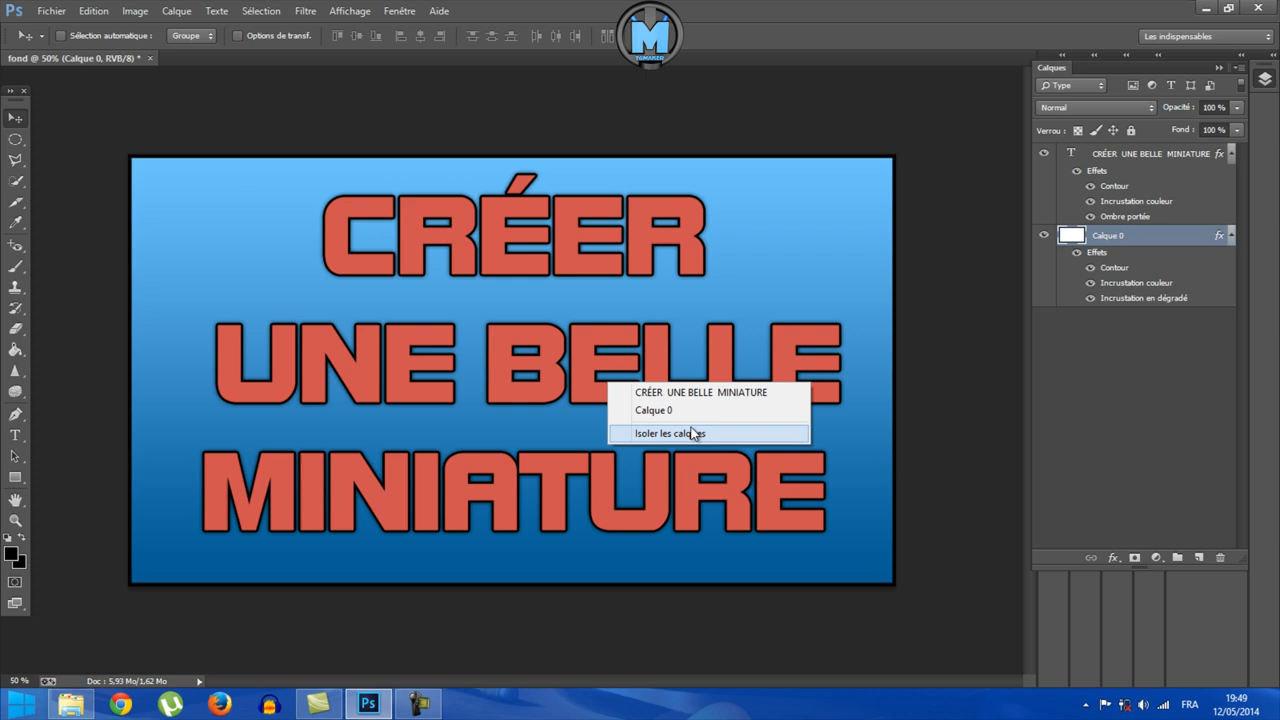 Ps Fichier Edition Image Calque Texte Sélection Filtre Affichage Fenêtre Aide
Sélection automatique : Groupe Options de transf. Les indispensables
M
TGMAKER
fond @ 50% (Calque 0, RVB/8) *
Calques
Type
Normal Opacité : 100 %
Verrou : Fond : 100 %
T CRÉER UNE BELLE MINIATURE fx
Effets
Contour
Incrustation couleur
Ombre portée
Calque 0 fx
Effets
Contour
Incrustation couleur
Incrustation en dégradé
CRÉER
UNE BELLE
MINIATURE
CRÉER UNE BELLE MINIATURE
Calque 0
Isoler les calques
50 % Doc : 5,93 Mo/1,62 Mo
Ps
FRA
19:49
12/05/2014